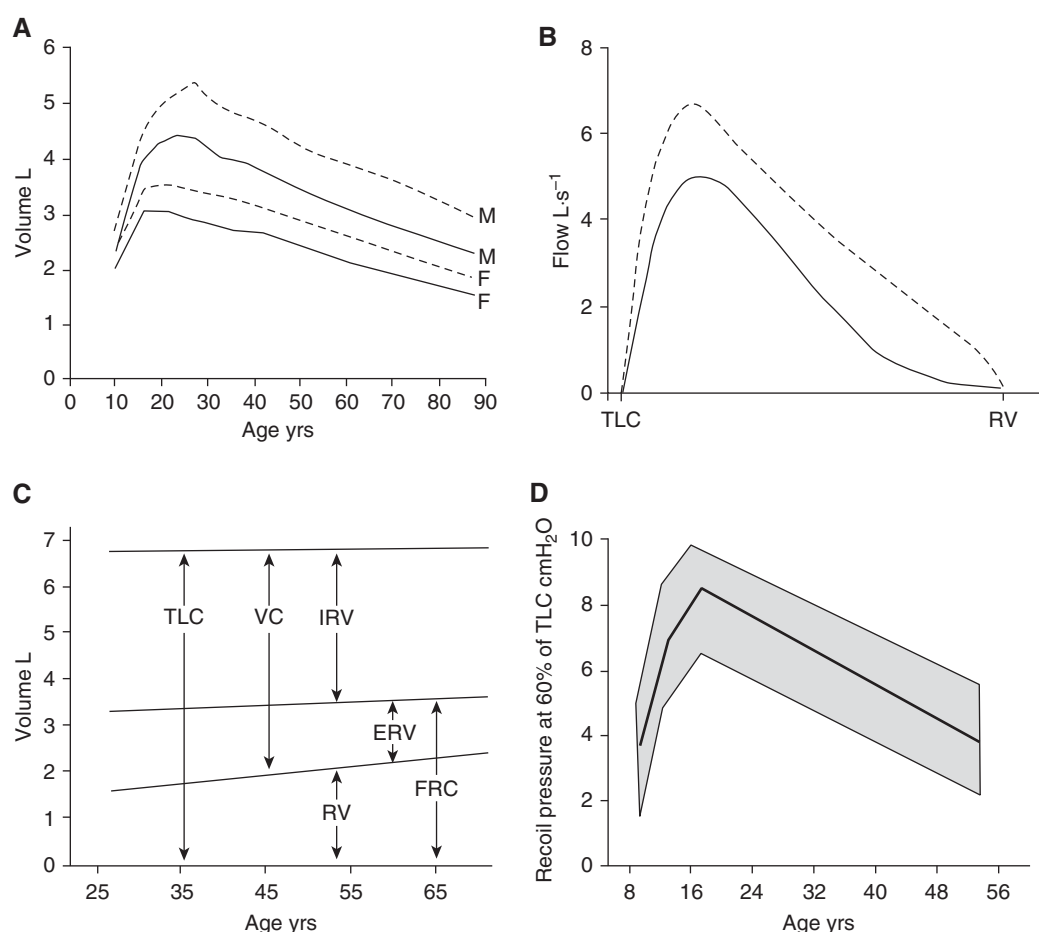 A
Volume L
6
5
4
3
2
1
0
0 10 20 30 40 50 60 70 80 90
Age yrs
M
M
F
F
B
Flow L·s⁻¹
8
6
4
2
0
TLC RV
C
Volume L
7
6
5
4
3
2
1
0
TLC VC IRV
ERV
FRC
RV
25 35 45 55 65
Age yrs
D
Recoil pressure at 60% of TLC cmH₂O
10
8
6
4
2
0
8 16 24 32 40 48 56
Age yrs